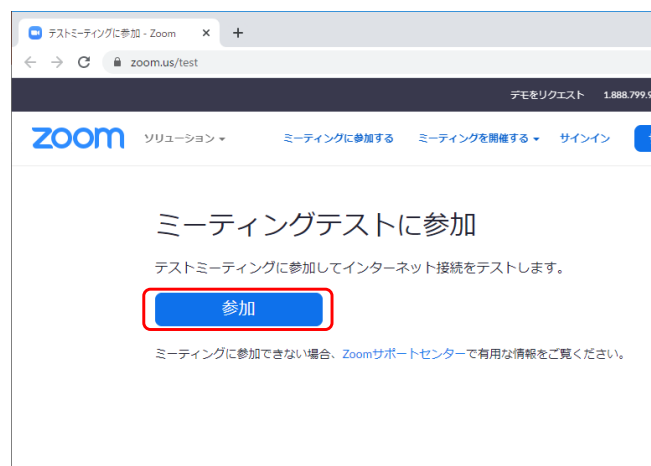 テストミーティングに参加 - Zoom
zoom.us/test
デモをリクエスト 1.888.799.9
zoom ソリューション ミーティングに参加する ミーティングを開催する サインイン
ミーティングテストに参加
テストミーティングに参加してインターネット接続をテストします。
参加
ミーティングに参加できない場合、Zoomサポートセンターで有用な情報をご覧ください。